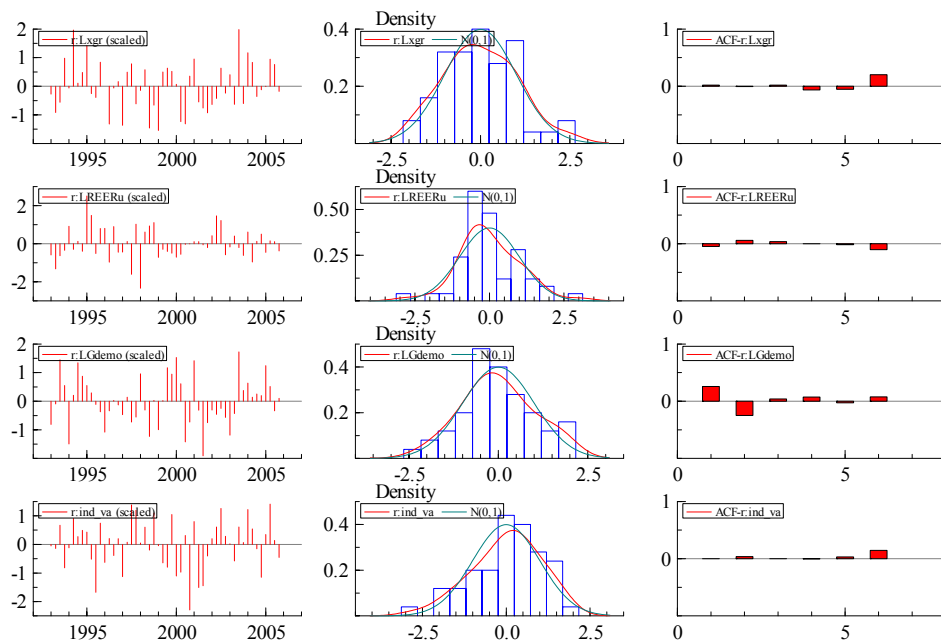 Density
2 r:Lxgr (scaled) 0.4 r:Lxgr N(0,1) 1 ACF-r:Lxgr
1
0 0.2 0
-1
1995 2000 2005 -2.5 0.0 2.5 0 5
Density
r:LREERu (scaled) r:LREERu N(0,1) 1 ACF-r:LREERu
2 0.50
0 0.25 0
-2
1995 2000 2005 -2.5 0.0 2.5 0 5
Density
2 r:LGdemo (scaled) r:LGdemo N(0,1) 1 ACF-r:LGdemo
1 0.4
0 0.2 0
-1
1995 2000 2005 -2.5 0.0 2.5 0 5
Density
r:ind_va (scaled) r:ind_va N(0,1) 1 ACF-r:ind_va
1 0.4
0 0
-1 0.2
-2
1995 2000 2005 -2.5 0.0 2.5 0 5